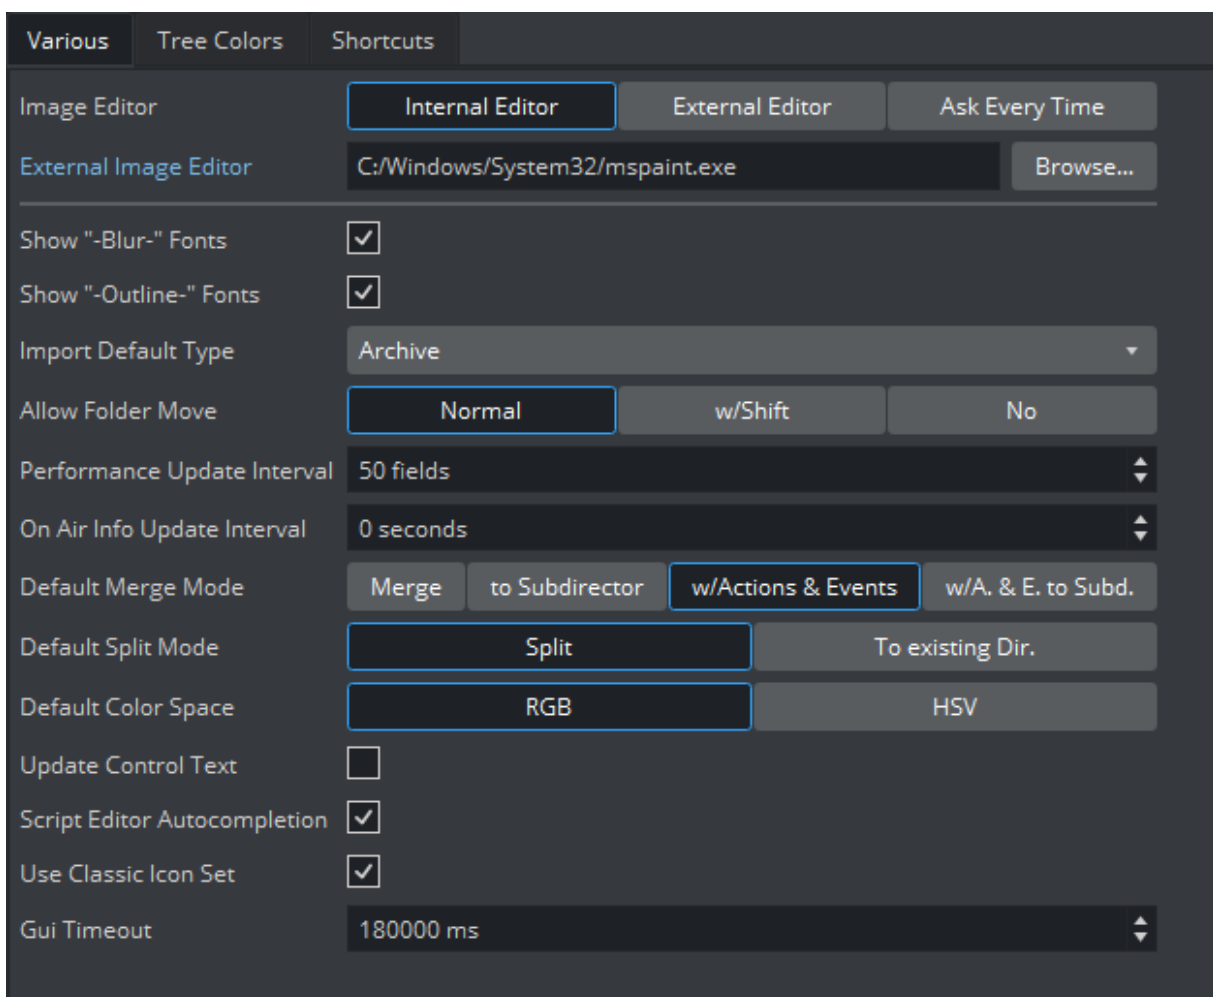 Various Tree Colors Shortcuts
Image Editor Internal Editor External Editor Ask Every Time
External Image Editor C:/Windows/System32/mspaint.exe Browse...
Show "-Blur-" Fonts
Show "-Outline-" Fonts
Import Default Type Archive
Allow Folder Move Normal w/Shift No
Performance Update Interval 50 fields
On Air Info Update Interval 0 seconds
Default Merge Mode Merge to Subdirector w/Actions & Events w/A. & E. to Subd.
Default Split Mode Split To existing Dir.
Default Color Space RGB HSV
Update Control Text
Script Editor Autocompletion
Use Classic Icon Set
Gui Timeout 180000 ms